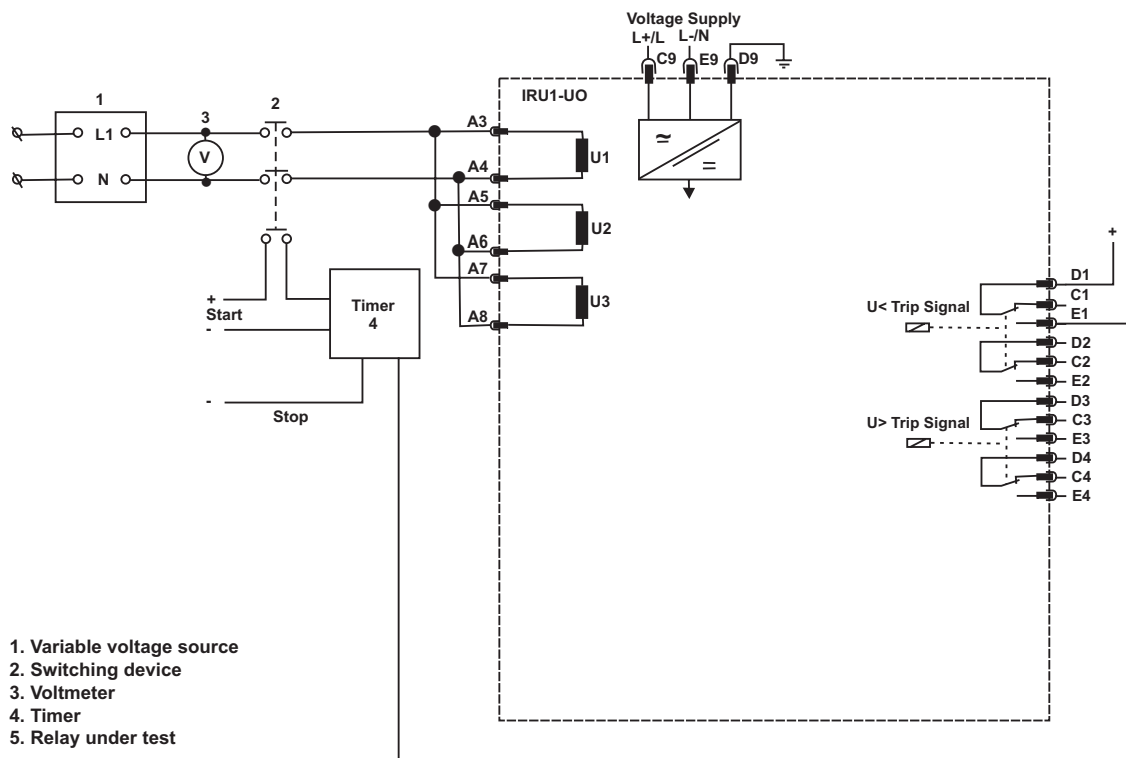 Voltage Supply
L+/L L-/N
C9 E9 D9
IRU1-UO
1
2
3
L1
V
N
A3
A4
A5
A6
A7
A8
U1
U2
U3
≃
=
+
Start
-
-
Stop
Timer
4
+
D1
C1
E1
D2
C2
E2
D3
C3
E3
D4
C4
E4
U< Trip Signal
U> Trip Signal
1. Variable voltage source
2. Switching device
3. Voltmeter
4. Timer
5. Relay under test